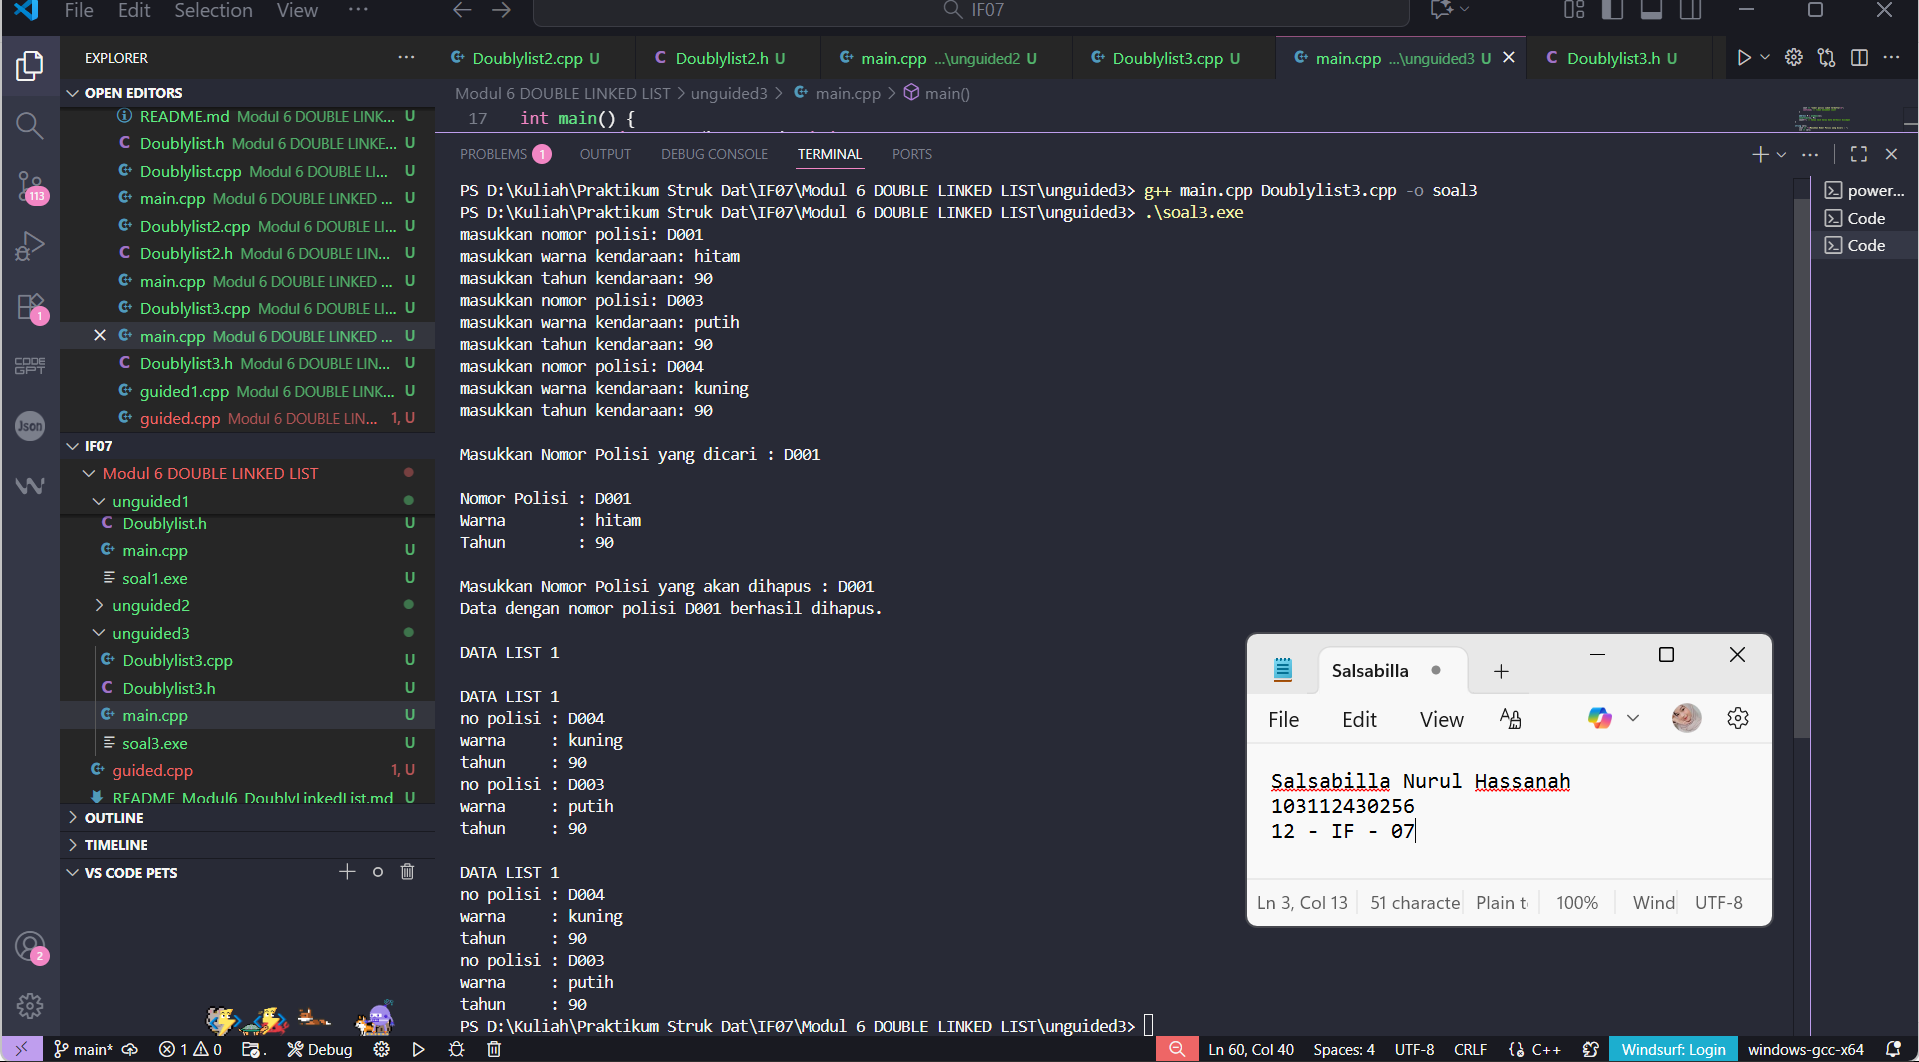 File Edit Selection View ··· IF07
EXPLORER ···
OPEN EDITORS
README.md Modul 6 DOUBLE LINK... U
Doublylist.h Modul 6 DOUBLE LINKE... U
Doublylist.cpp Modul 6 DOUBLE LI... U
main.cpp Modul 6 DOUBLE LINKED ... U
Doublylist2.cpp Modul 6 DOUBLE LI... U
Doublylist2.h Modul 6 DOUBLE LIN... U
main.cpp Modul 6 DOUBLE LINKED ... U
Doublylist3.cpp Modul 6 DOUBLE LI... U
main.cpp Modul 6 DOUBLE LINKED ... U
Doublylist3.h Modul 6 DOUBLE LIN... U
guided1.cpp Modul 6 DOUBLE LINK... U
guided.cpp Modul 6 DOUBLE LIN... 1, U
IF07
Modul 6 DOUBLE LINKED LIST
unguided1
Doublylist.h U
main.cpp U
soal1.exe U
unguided2
unguided3
Doublylist3.cpp U
Doublylist3.h U
main.cpp U
soal3.exe U
guided.cpp 1, U
README_Modul6_DoublyLinkedList.md U
OUTLINE
TIMELINE
VS CODE PETS
113
1
CODE GPT
Json
2
Doublylist2.cpp U Doublylist2.h U main.cpp ...\unguided2 U Doublylist3.cpp U main.cpp ...\unguided3 U Doublylist3.h U
Modul 6 DOUBLE LINKED LIST > unguided3 > main.cpp > main()
17 int main() {
PROBLEMS 1 OUTPUT DEBUG CONSOLE TERMINAL PORTS
PS D:\Kuliah\Praktikum Struk Dat\IF07\Modul 6 DOUBLE LINKED LIST\unguided3> g++ main.cpp Doublylist3.cpp -o soal3
PS D:\Kuliah\Praktikum Struk Dat\IF07\Modul 6 DOUBLE LINKED LIST\unguided3> .\soal3.exe
masukkan nomor polisi: D001
masukkan warna kendaraan: hitam
masukkan tahun kendaraan: 90
masukkan nomor polisi: D003
masukkan warna kendaraan: putih
masukkan tahun kendaraan: 90
masukkan nomor polisi: D004
masukkan warna kendaraan: kuning
masukkan tahun kendaraan: 90
Masukkan Nomor Polisi yang dicari : D001
Nomor Polisi : D001
Warna : hitam
Tahun : 90
Masukkan Nomor Polisi yang akan dihapus : D001
Data dengan nomor polisi D001 berhasil dihapus.
DATA LIST 1
DATA LIST 1
no polisi : D004
warna : kuning
tahun : 90
no polisi : D003
warna : putih
tahun : 90
DATA LIST 1
no polisi : D004
warna : kuning
tahun : 90
no polisi : D003
warna : putih
tahun : 90
PS D:\Kuliah\Praktikum Struk Dat\IF07\Modul 6 DOUBLE LINKED LIST\unguided3>
power...
Code
Code
Salsabilla
File Edit View
Salsabilla Nurul Hassanah
103112430256
12 - IF - 07
Ln 3, Col 13 51 characte Plain t 100% Wind UTF-8
main* 1 0 Debug Ln 60, Col 40 Spaces: 4 UTF-8 CRLF {} C++ Windsurf: Login windows-gcc-x64